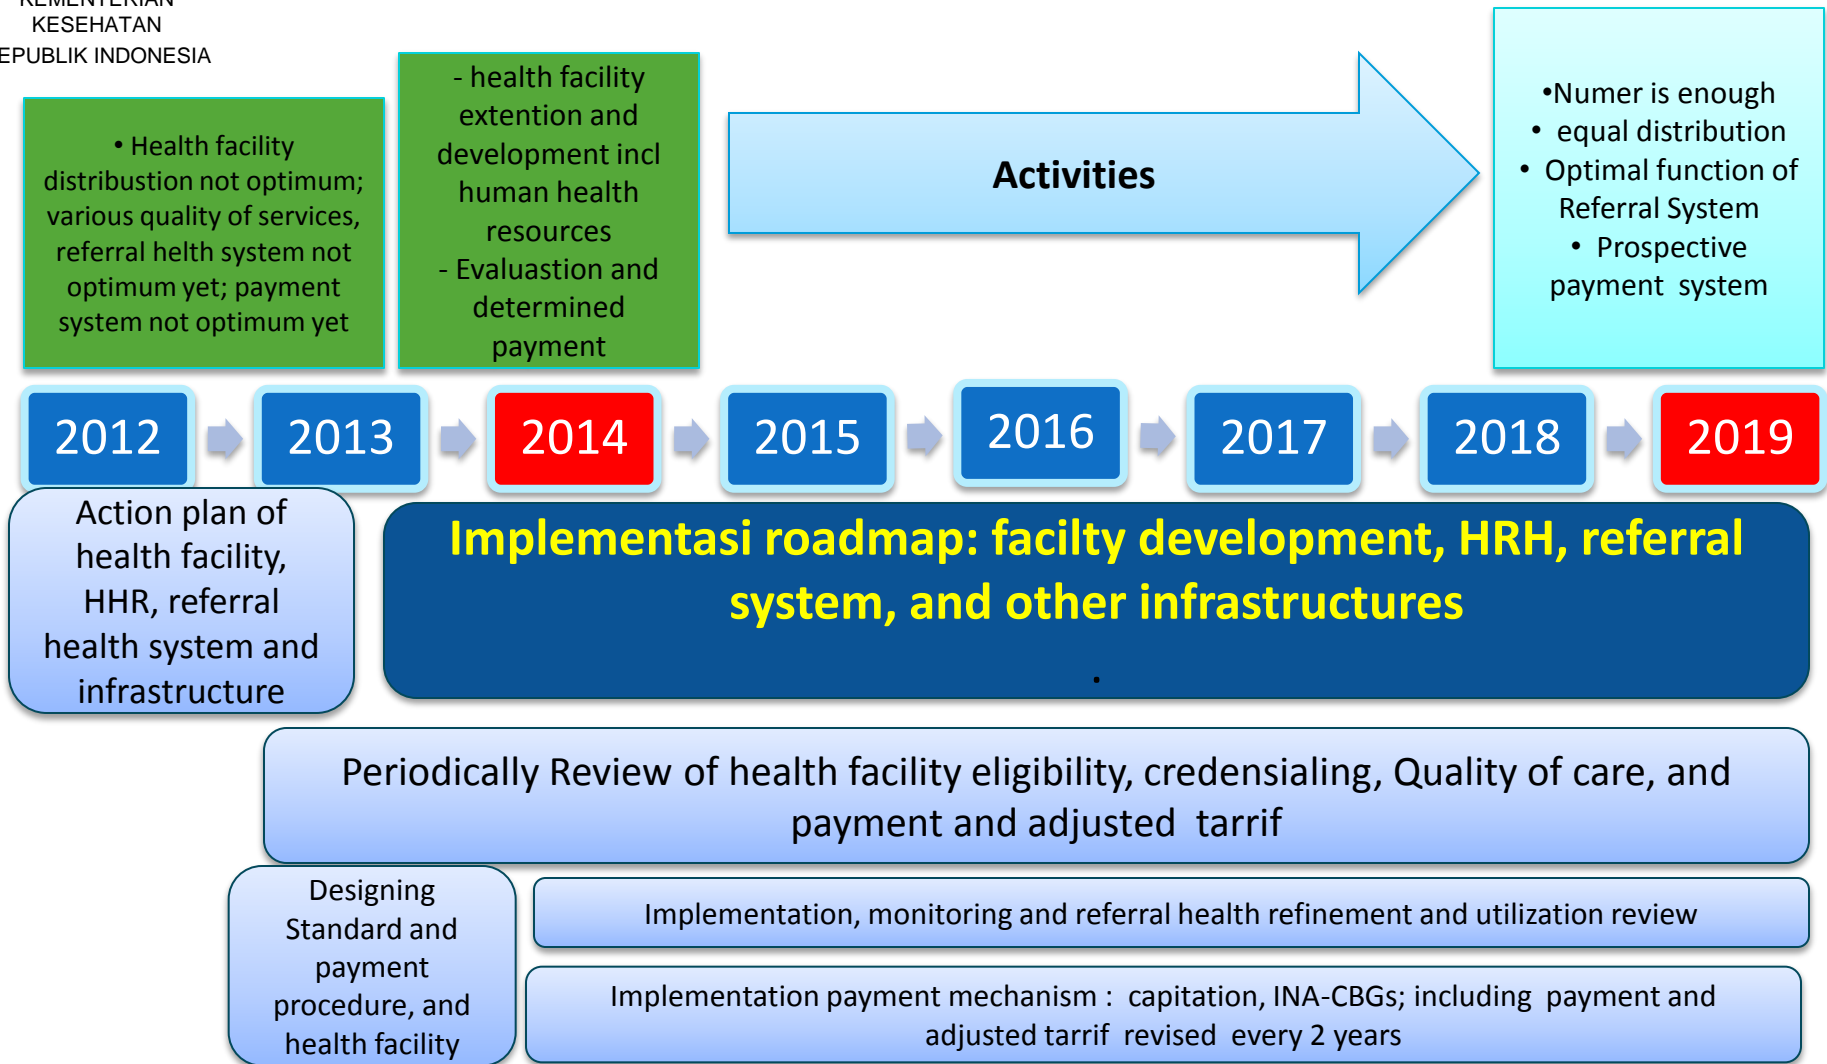 KEMENTERIAN
KESEHATAN
EPUBLIK INDONESIA
• Health facility
distribustion not optimum;
various quality of services,
referral helth system not
optimum yet; payment
system not optimum yet
- health facility
extention and
development incl
human health
resources
- Evaluastion and
determined
payment
Activities
•Numer is enough
• equal distribution
• Optimal function of
Referral System
• Prospective
payment system
2012
2013
2014
2015
2016
2017
2018
2019
Action plan of
health facility,
HHR, referral
health system and
infrastructure
Implementasi roadmap: facilty development, HRH, referral
system, and other infrastructures
.
Periodically Review of health facility eligibility, credensialing, Quality of care, and
payment and adjusted tarrif
Designing
Standard and
payment
procedure, and
health facility
Implementation, monitoring and referral health refinement and utilization review
Implementation payment mechanism : capitation, INA-CBGs; including payment and
adjusted tarrif revised every 2 years